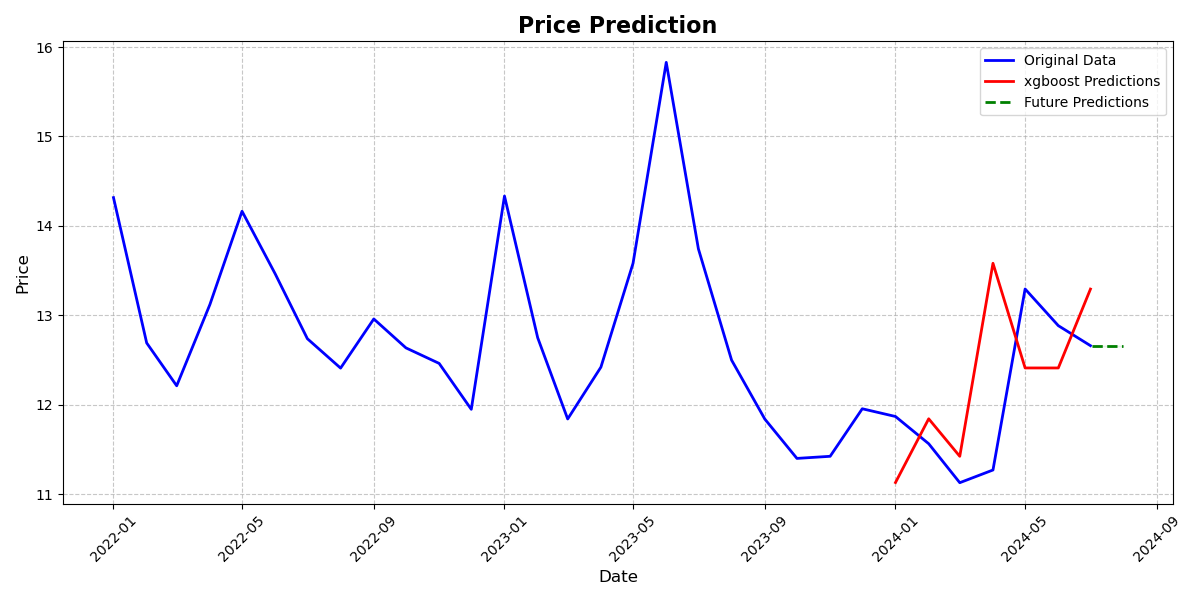 Price Prediction
Original Data
xgboost Predictions
Future Predictions
Price
16
15
14
13
12
11
2022-01
2022-05
2022-09
2023-01
2023-05
2023-09
2024-01
2024-05
2024-09
Date